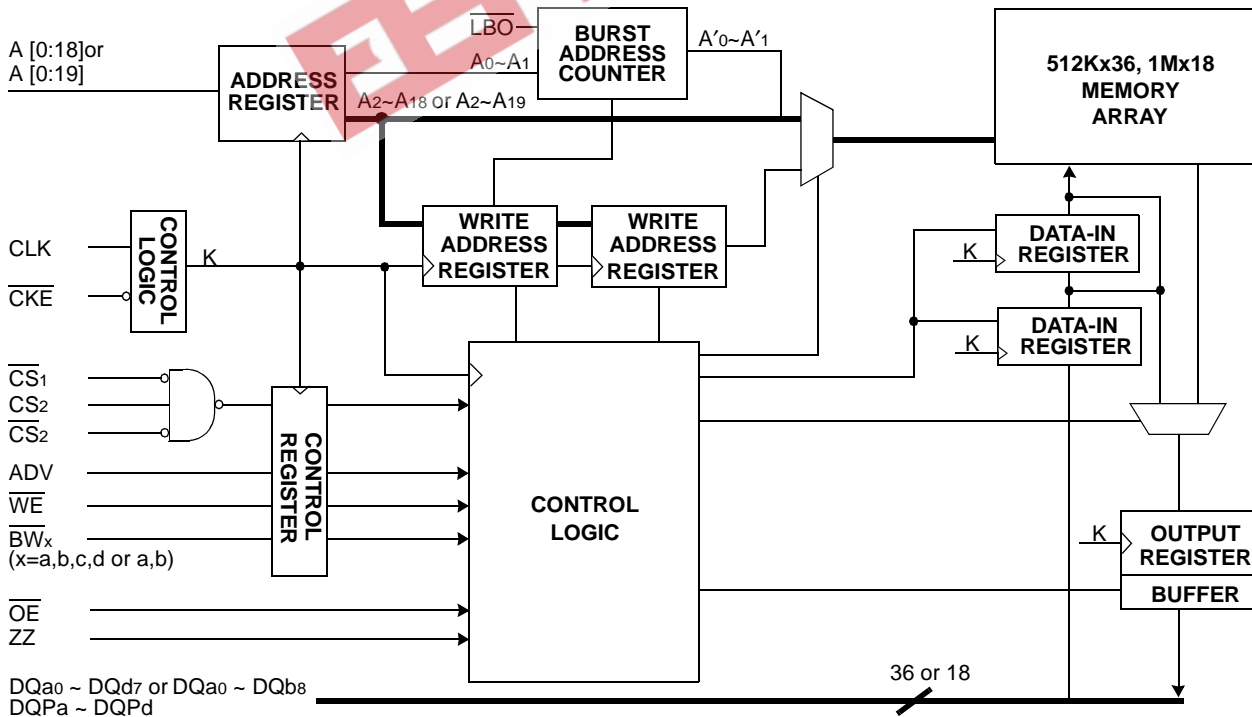 A [0:18]or
A [0:19]
ADDRESS
REGISTER
LBO
A0~A1
BURST
ADDRESS
COUNTER
A′0~A′1
A2~A18 or A2~A19
512Kx36, 1Mx18
MEMORY
ARRAY
CLK
CKE
CONTROL
LOGIC
K
WRITE
ADDRESS
REGISTER
WRITE
ADDRESS
REGISTER
K
DATA-IN
REGISTER
K
DATA-IN
REGISTER
CS1
CS2
CS2
ADV
WE
BWx
(x=a,b,c,d or a,b)
OE
ZZ
CONTROL
REGISTER
CONTROL
LOGIC
K
OUTPUT
REGISTER
BUFFER
DQa0 ~ DQd7 or DQa0 ~ DQb8
DQPa ~ DQPd
36 or 18